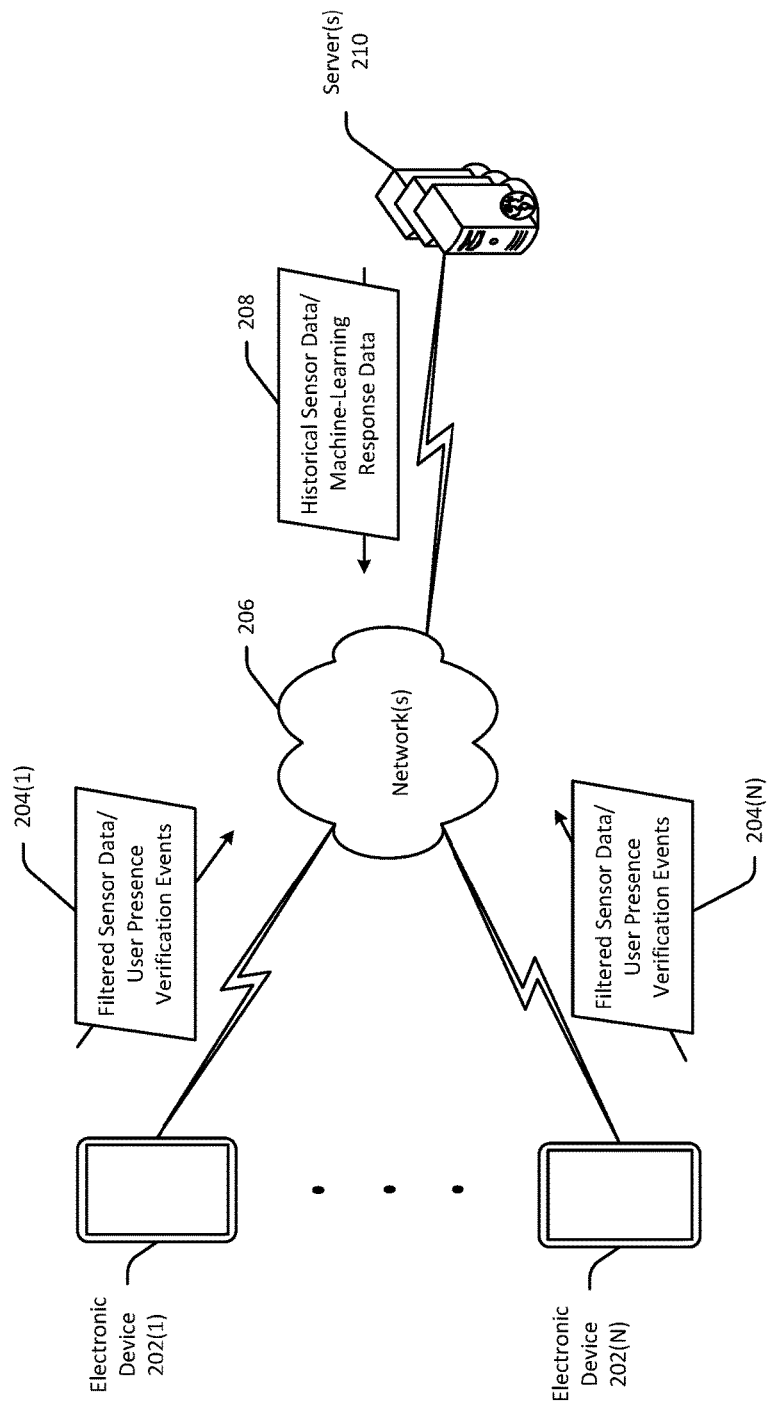 Electronic
Device
202(1)
Filtered Sensor Data/
User Presence
Verification Events
204(1)
Electronic
Device
202(N)
Filtered Sensor Data/
User Presence
Verification Events
204(N)
Network(s)
206
Historical Sensor Data/
Machine-Learning
Response Data
208
Server(s)
210